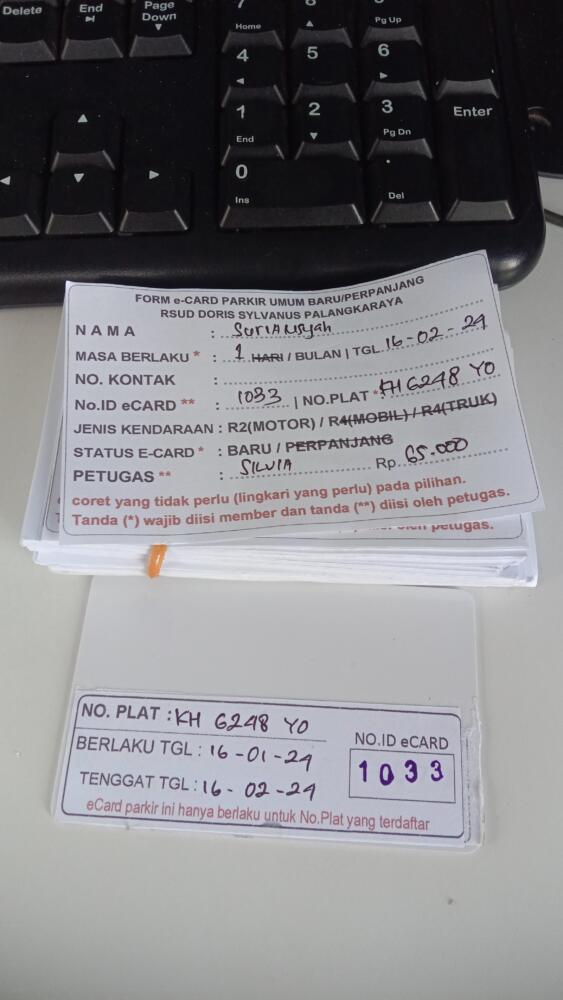 Delete
End
Page
Down
7
Home
8
Pg Up
4
5
6
1
End
2
3
Pg Dn
Enter
0
Ins
.
Del
FORM e-CARD PARKIR UMUM BARU/PERPANJANG
RSUD DORIS SYLVANUS PALANGKARAYA
NAMA : Suriansyah
MASA BERLAKU * : 1 HARI / BULAN | TGL. 16-02-24
NO. KONTAK :
No.ID eCARD ** : 1033 | NO.PLAT * KH 6248 YO
JENIS KENDARAAN : R2(MOTOR) / R4(MOBIL) / R4(TRUK)
STATUS E-CARD * : BARU / PERPANJANG
PETUGAS ** : SILVIA Rp. 65.000
coret yang tidak perlu (lingkari yang perlu) pada pilihan.
Tanda (*) wajib diisi member dan tanda (**) diisi oleh petugas.
oleh petugas.
NO. PLAT : KH 6248 YO
BERLAKU TGL : 16-01-24
TENGGAT TGL : 16-02-24
NO.ID eCARD
1033
eCard parkir ini hanya berlaku untuk No.Plat yang terdaftar